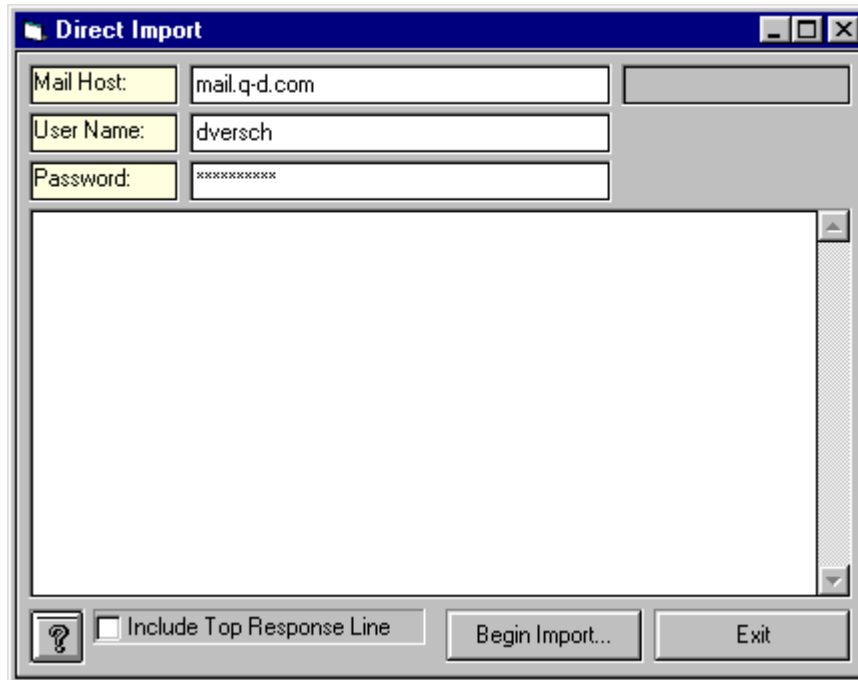 Direct Import
Mail Host: mail.q-d.com
User Name: dversch
Password: **********
? Include Top Response Line Begin Import... Exit